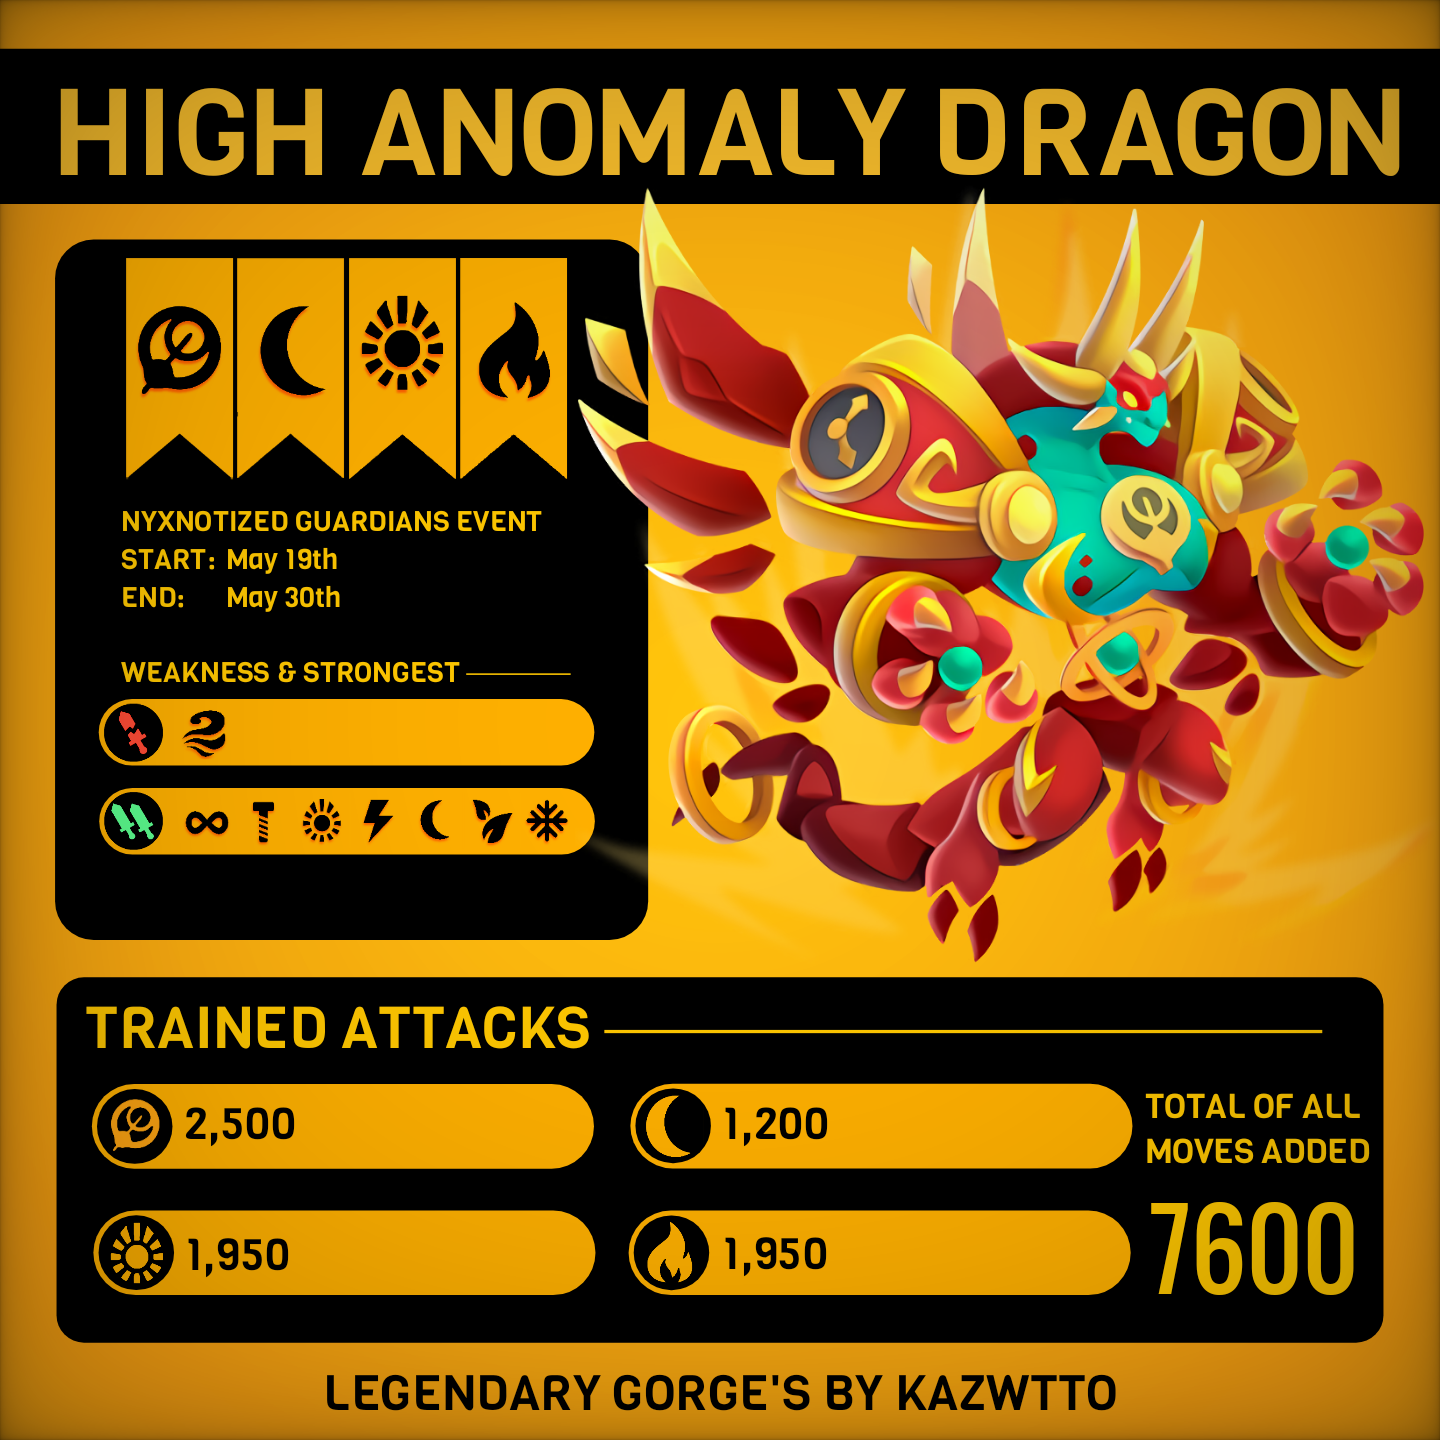 HIGH ANOMALY DRAGON
NYXNOTIZED GUARDIANS EVENT
START: May 19th
END: May 30th
WEAKNESS & STRONGEST
TRAINED ATTACKS
2,500
1,200
1,950
1,950
TOTAL OF ALL
MOVES ADDED
7600
LEGENDARY GORGE'S BY KAZWTTO